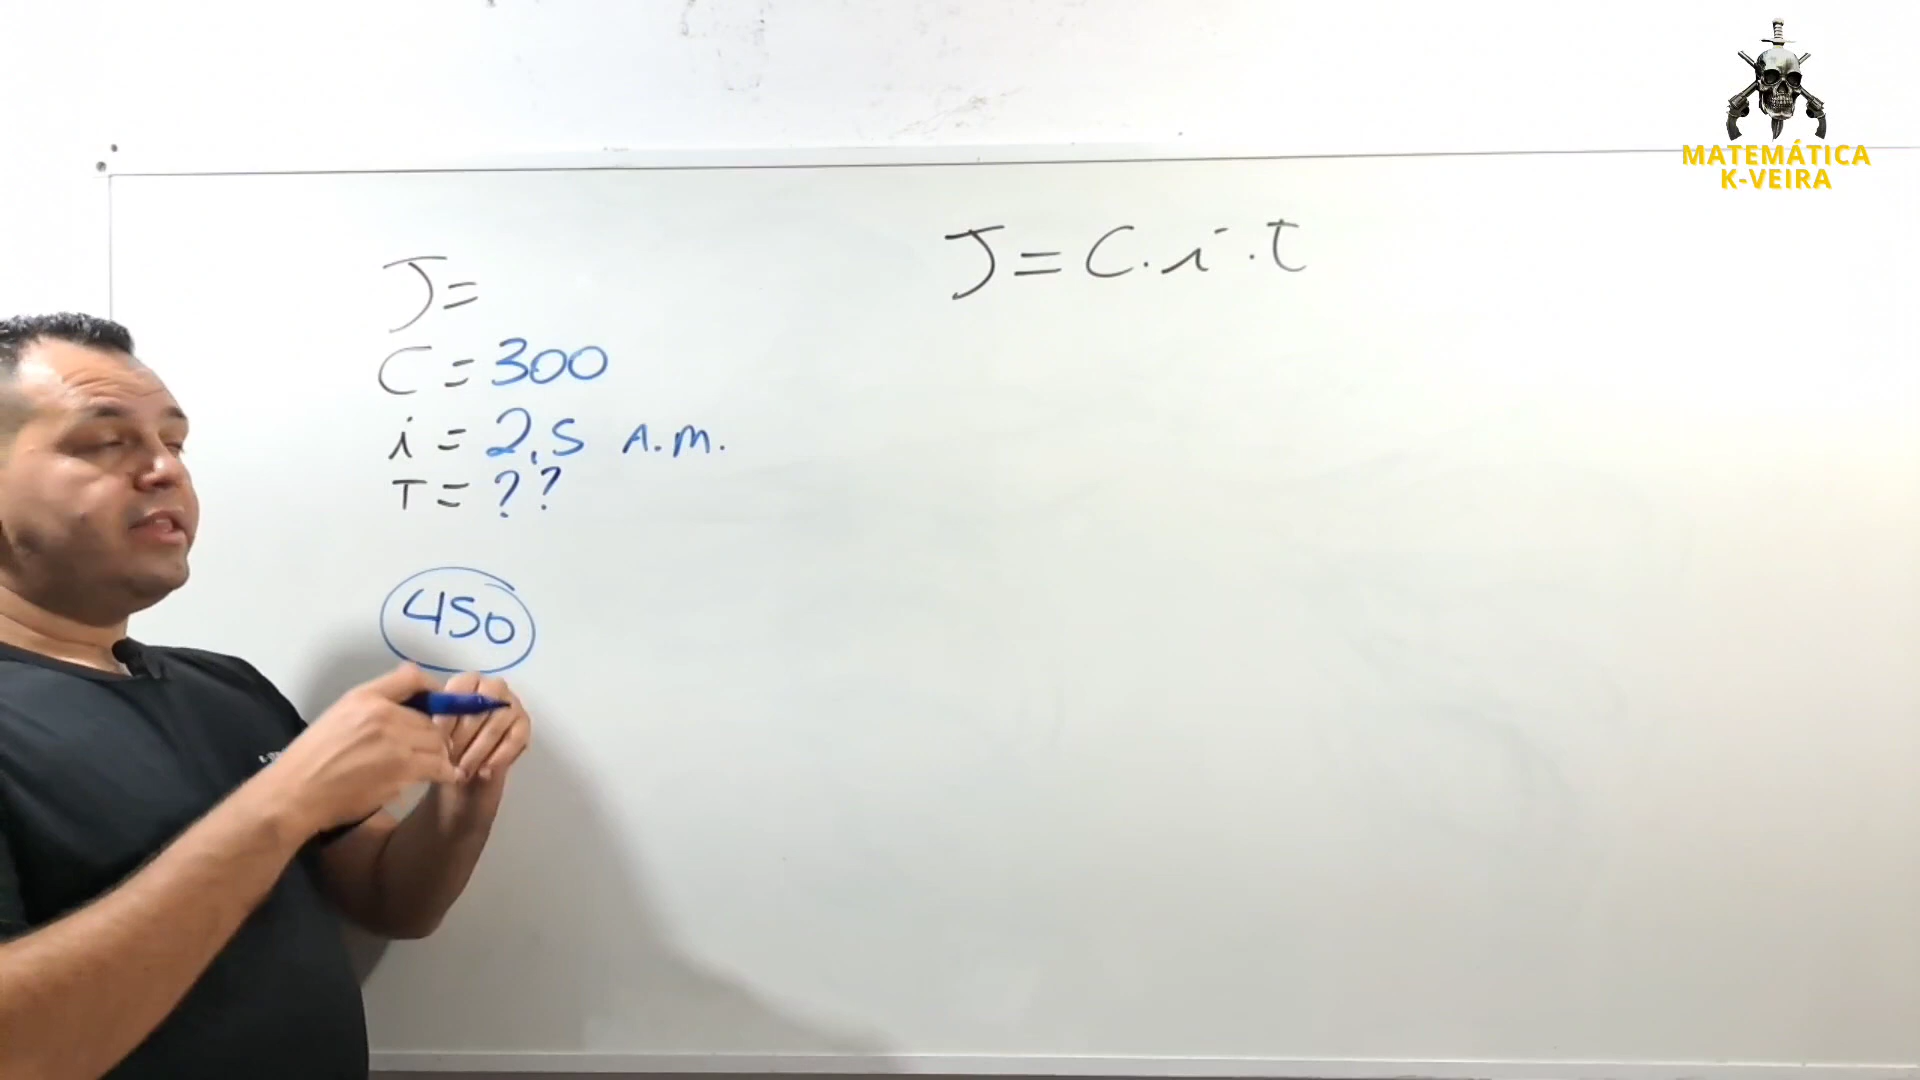 MATEMÁTICA
K-VEIRA
J = C . i . t
J =
C = 300
i = 2,5 A.M.
T = ??
450